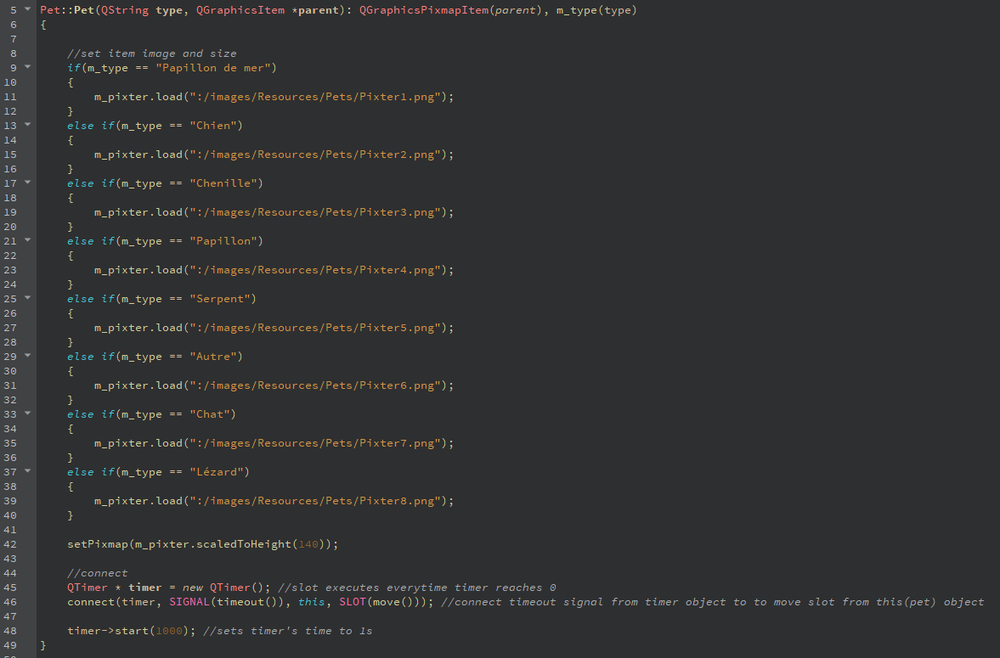 5 Pet::Pet(QString type, QGraphicsItem *parent): QGraphicsPixmapItem(parent), m_type(type)
6 {
7
8     //set item image and size
9     if(m_type == "Papillon de mer")
10     {
11         m_pixter.load(":/images/Resources/Pets/Pixter1.png");
12     }
13     else if(m_type == "Chien")
14     {
15         m_pixter.load(":/images/Resources/Pets/Pixter2.png");
16     }
17     else if(m_type == "Chenille")
18     {
19         m_pixter.load(":/images/Resources/Pets/Pixter3.png");
20     }
21     else if(m_type == "Papillon")
22     {
23         m_pixter.load(":/images/Resources/Pets/Pixter4.png");
24     }
25     else if(m_type == "Serpent")
26     {
27         m_pixter.load(":/images/Resources/Pets/Pixter5.png");
28     }
29     else if(m_type == "Autre")
30     {
31         m_pixter.load(":/images/Resources/Pets/Pixter6.png");
32     }
33     else if(m_type == "Chat")
34     {
35         m_pixter.load(":/images/Resources/Pets/Pixter7.png");
36     }
37     else if(m_type == "Lézard")
38     {
39         m_pixter.load(":/images/Resources/Pets/Pixter8.png");
40     }
41
42     setPixmap(m_pixter.scaledToHeight(140));
43
44     //connect
45     QTimer * timer = new QTimer(); //slot executes everytime timer reaches 0
46     connect(timer, SIGNAL(timeout()), this, SLOT(move())); //connect timeout signal from timer object to to move slot from this(pet) object
47
48     timer->start(1000); //sets timer's time to 1s
49 }